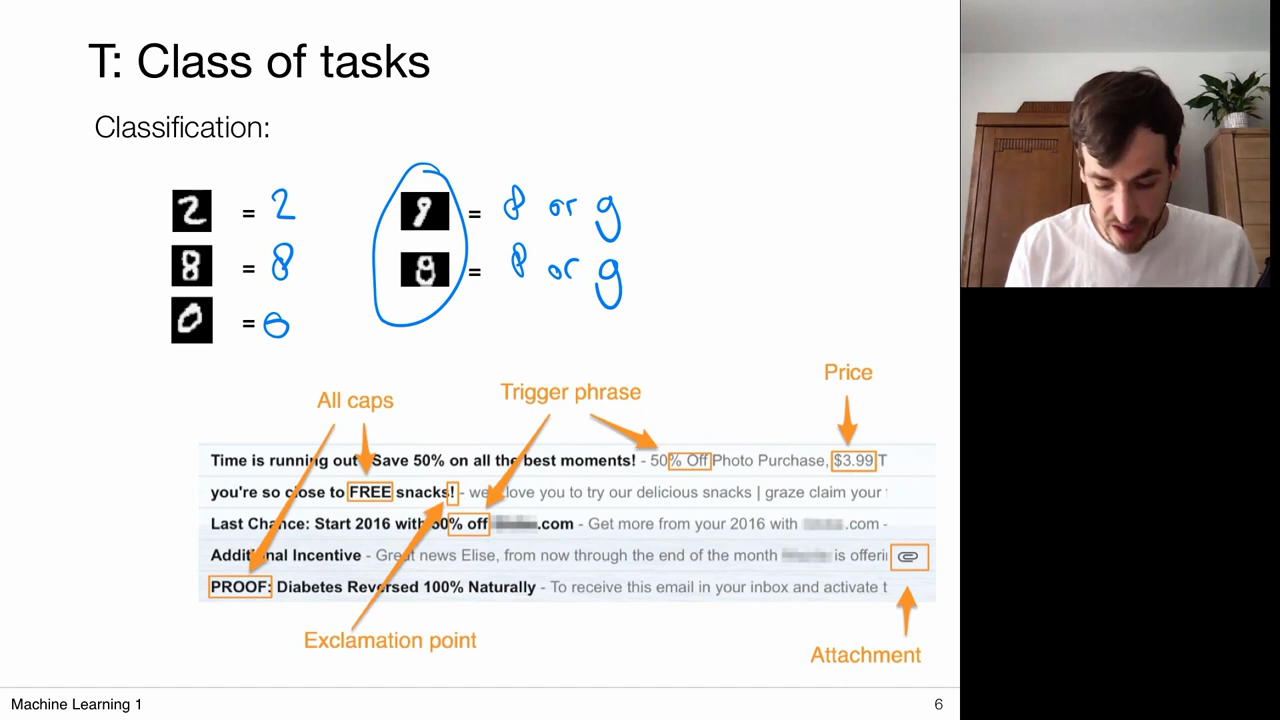 T: Class of tasks
Classification:
2 = 2
9 = 8 or 9
8 = 8
8 = 8 or 9
0 = 0
Price
Trigger phrase
All caps
Time is running out! Save 50% on all the best moments! - 50% Off Photo Purchase, $3.99 T
you're so close to FREE snacks! - we'd love you to try our delicious snacks | graze claim your
Last Chance: Start 2016 with 50% off .com - Get more from your 2016 with .com -
Additional Incentive - Great news Elise, from now through the end of the month is offeri
PROOF: Diabetes Reversed 100% Naturally - To receive this email in your inbox and activate t
Exclamation point
Attachment
Machine Learning 1
6